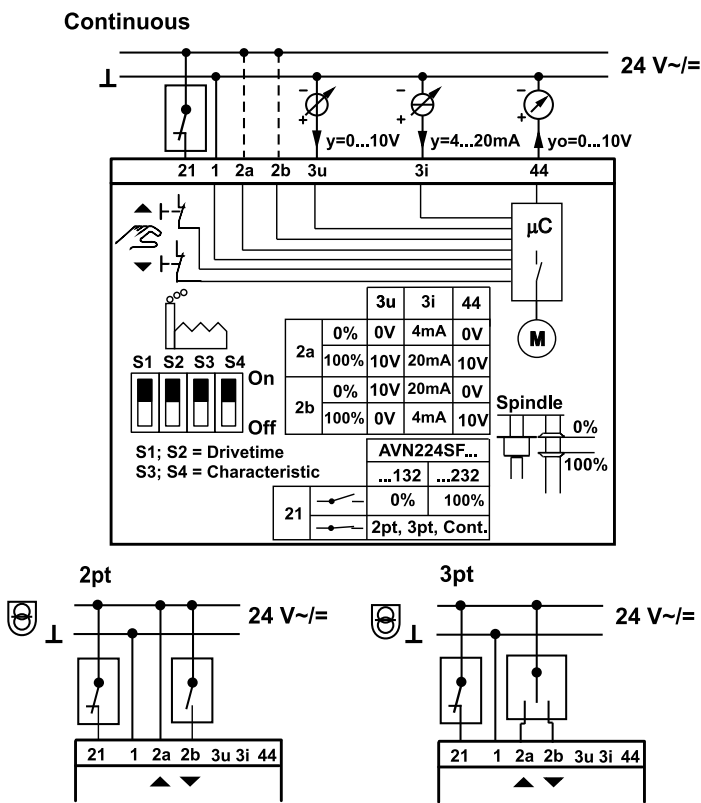 Continuous
24 V~/=
⊥
− − −
+ + +
y=0...10V y=4...20mA yo=0...10V
21 1 2a 2b 3u 3i 44
μC
M
3u 3i 44
2a 0% 0V 4mA 0V
100% 10V 20mA 10V
2b 0% 10V 20mA 0V
100% 0V 4mA 10V
S1 S2 S3 S4
On
Off
S1; S2 = Drivetime
S3; S4 = Characteristic
Spindle
0%
100%
AVN224SF...
...132 ...232
21 0% 100%
2pt, 3pt, Cont.
2pt
24 V~/=
⊥
21 1 2a 2b 3u 3i 44
3pt
24 V~/=
⊥
21 1 2a 2b 3u 3i 44